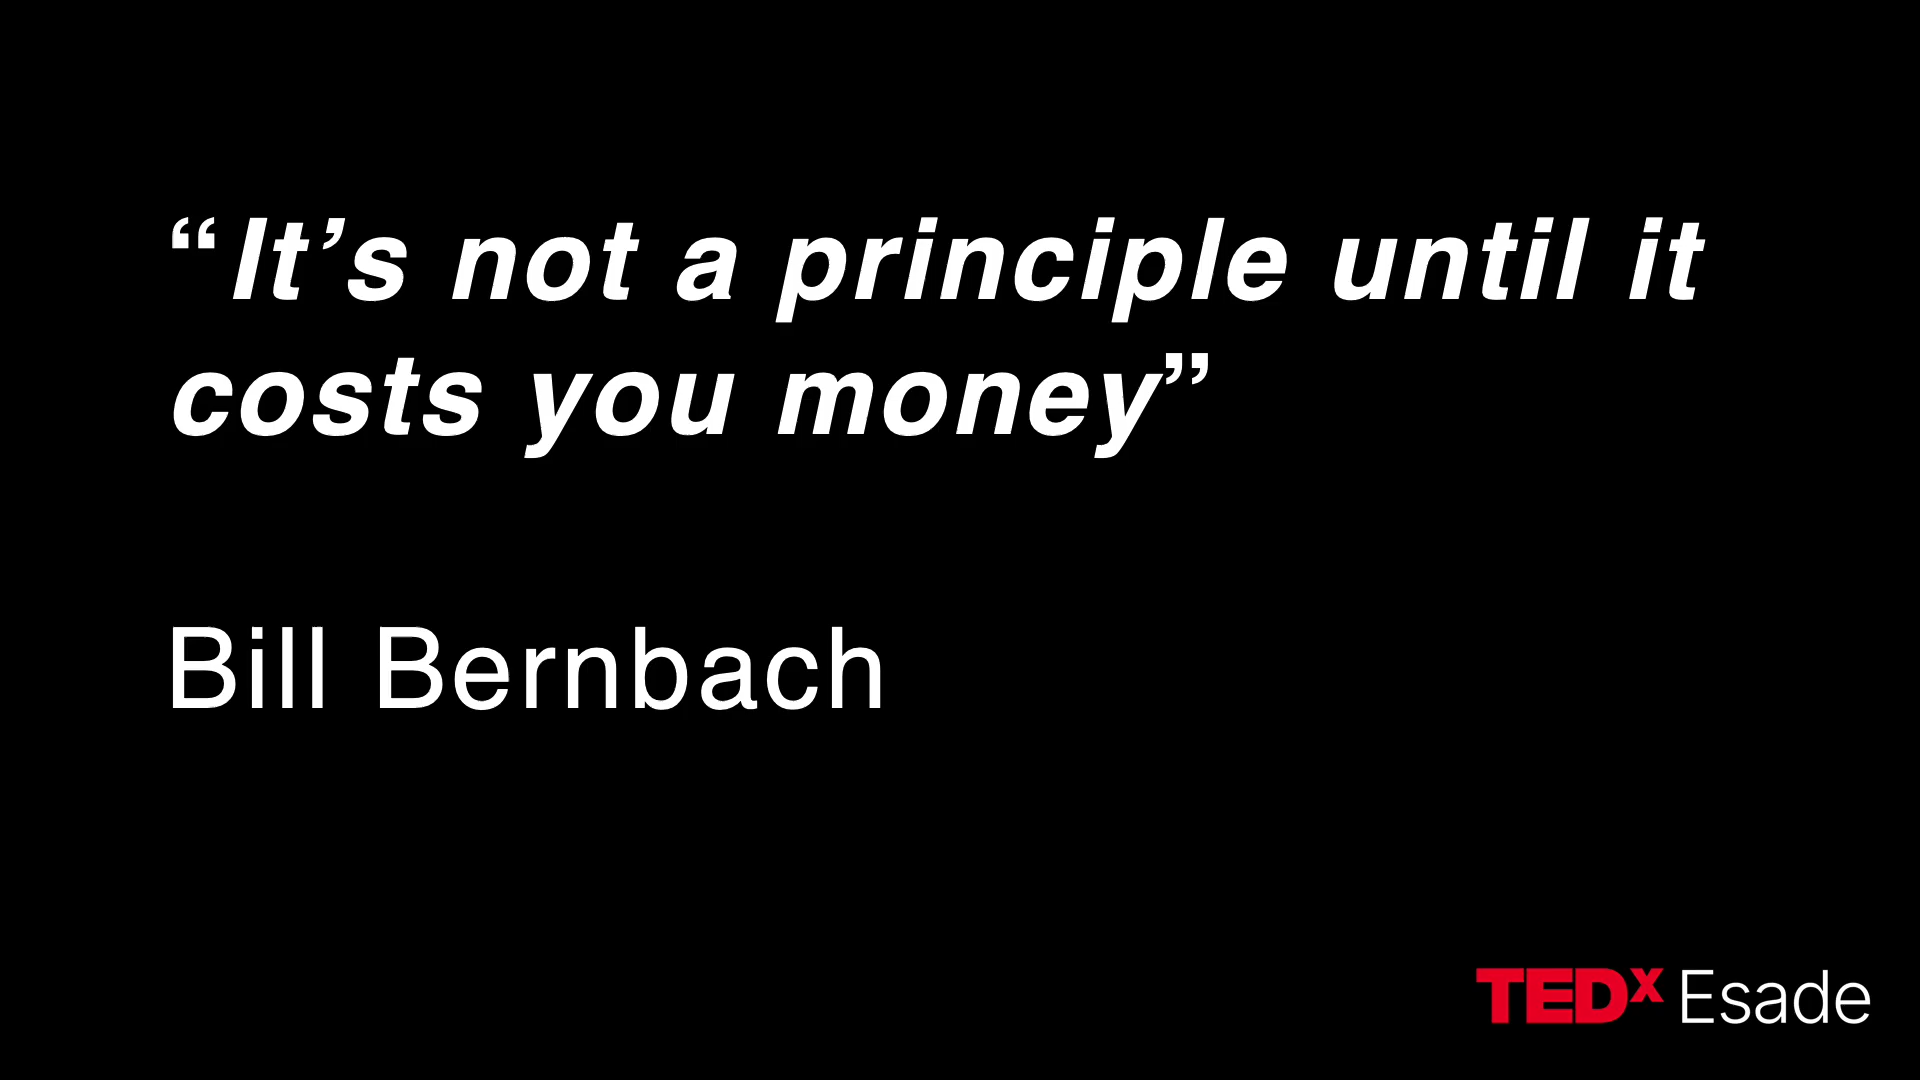 “It’s not a principle until it
costs you money”
Bill Bernbach
TEDx Esade